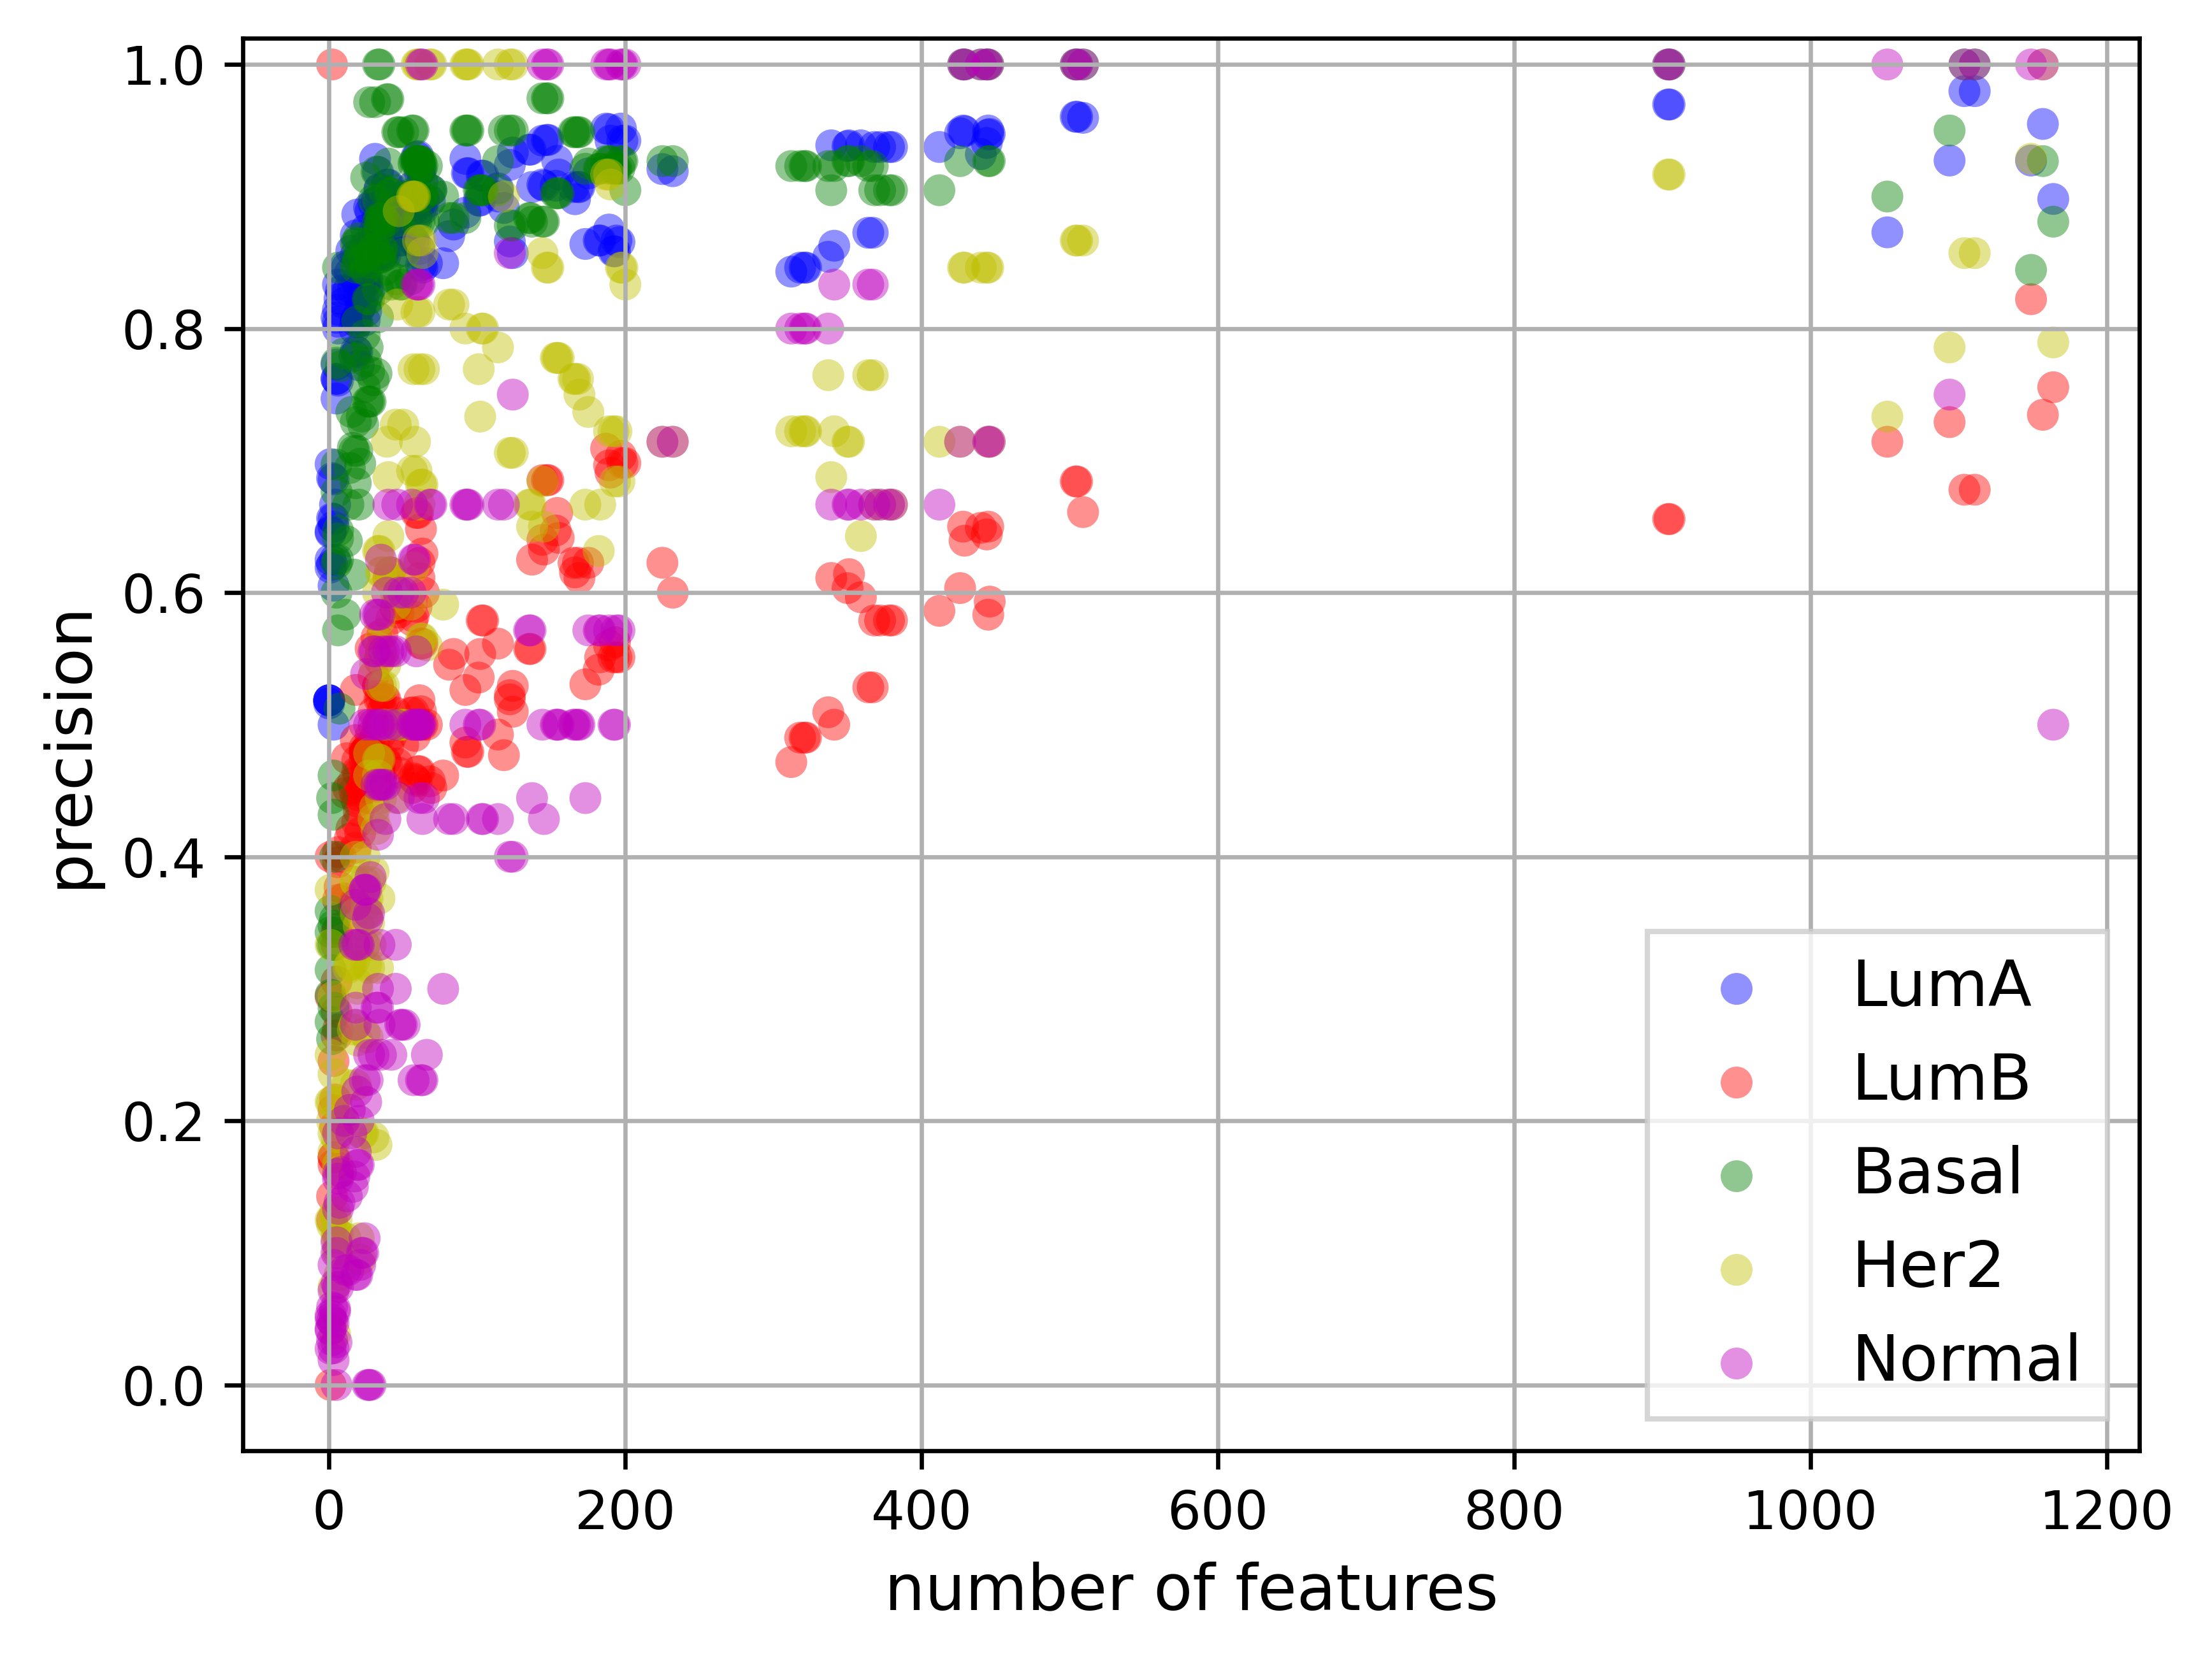 1.0
0.8
0.6
0.4
0.2
0.0
precision
0 200 400 600 800 1000 1200
number of features
LumA
LumB
Basal
Her2
Normal